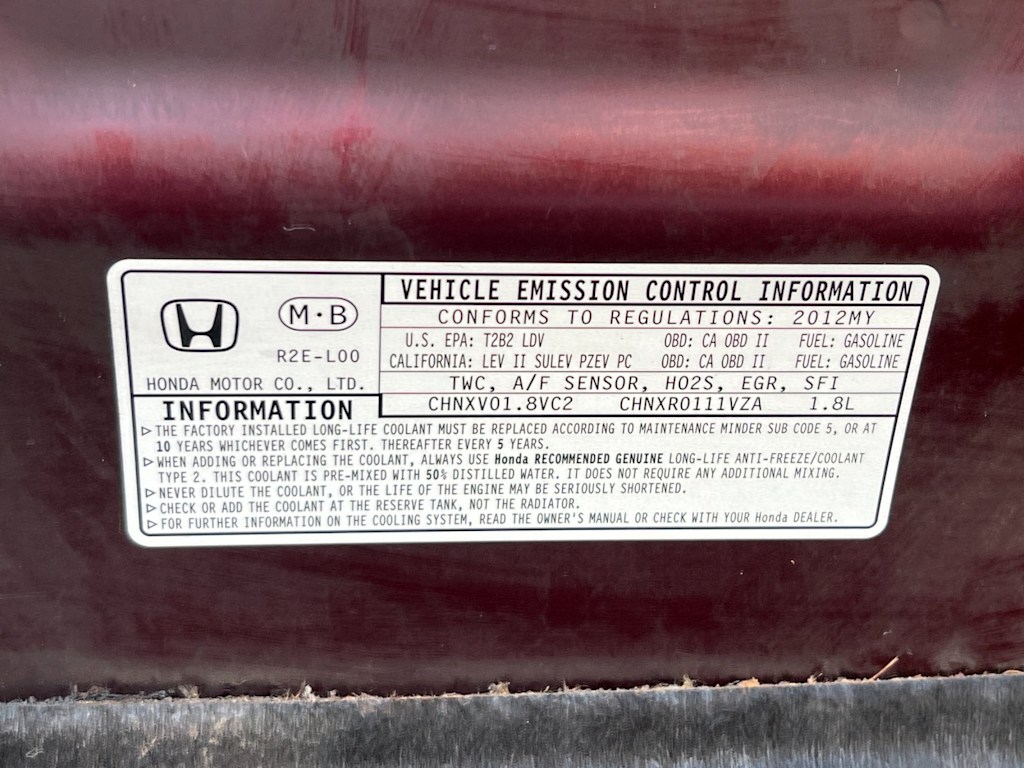 M·B
R2E-L00
HONDA MOTOR CO., LTD.
VEHICLE EMISSION CONTROL INFORMATION
CONFORMS TO REGULATIONS: 2012MY
U.S. EPA: T2B2 LDV OBD: CA OBD II FUEL: GASOLINE
CALIFORNIA: LEV II SULEV PZEV PC OBD: CA OBD II FUEL: GASOLINE
TWC, A/F SENSOR, HO2S, EGR, SFI
CHNXV01.8VC2 CHNXR0111VZA 1.8L
INFORMATION
▷THE FACTORY INSTALLED LONG-LIFE COOLANT MUST BE REPLACED ACCORDING TO MAINTENANCE MINDER SUB CODE 5, OR AT
10 YEARS WHICHEVER COMES FIRST. THEREAFTER EVERY 5 YEARS.
▷WHEN ADDING OR REPLACING THE COOLANT, ALWAYS USE Honda RECOMMENDED GENUINE LONG-LIFE ANTI-FREEZE/COOLANT
TYPE 2. THIS COOLANT IS PRE-MIXED WITH 50% DISTILLED WATER. IT DOES NOT REQUIRE ANY ADDITIONAL MIXING.
▷NEVER DILUTE THE COOLANT, OR THE LIFE OF THE ENGINE MAY BE SERIOUSLY SHORTENED.
▷CHECK OR ADD THE COOLANT AT THE RESERVE TANK, NOT THE RADIATOR.
▷FOR FURTHER INFORMATION ON THE COOLING SYSTEM, READ THE OWNER'S MANUAL OR CHECK WITH YOUR Honda DEALER.